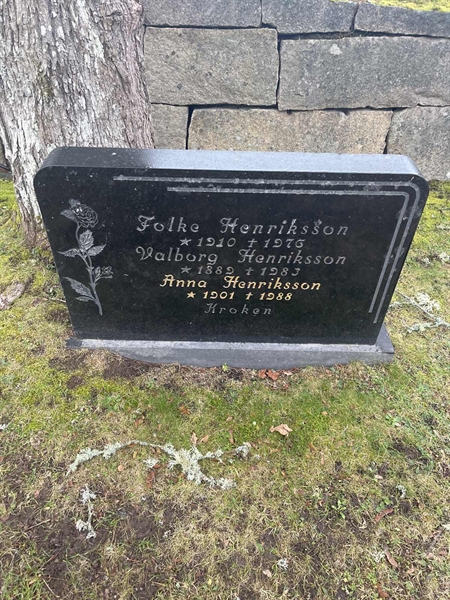 Folke Henriksson
★ 1910 † 1976
Valborg Henriksson
★ 1889 † 1983
Anna Henriksson
★ 1901 † 1988
Kroken